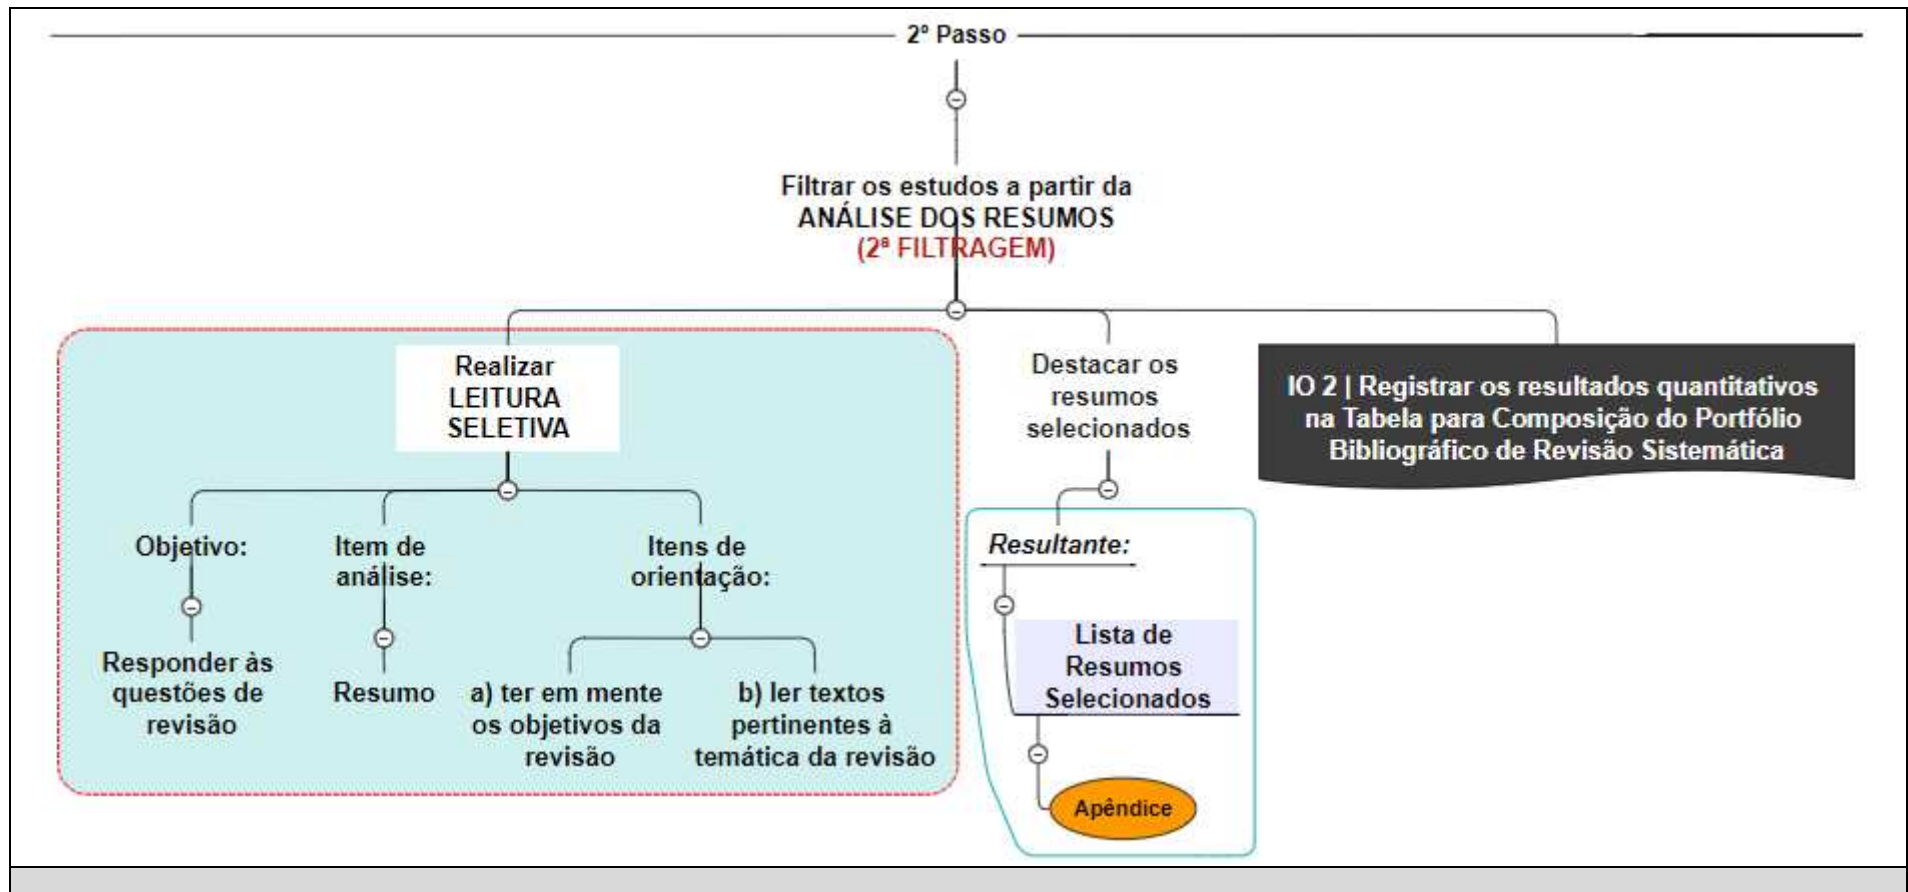 2º Passo
Filtrar os estudos a partir da
ANÁLISE DOS RESUMOS
(2ª FILTRAGEM)
Realizar
LEITURA
SELETIVA
Objetivo:
Responder às
questões de
revisão
Item de
análise:
Resumo
Itens de
orientação:
a) ter em mente
os objetivos da
revisão
b) ler textos
pertinentes à
temática da revisão
Destacar os
resumos
selecionados
Resultante:
Lista de
Resumos
Selecionados
Apêndice
IO 2 | Registrar os resultados quantitativos
na Tabela para Composição do Portfólio
Bibliográfico de Revisão Sistemática